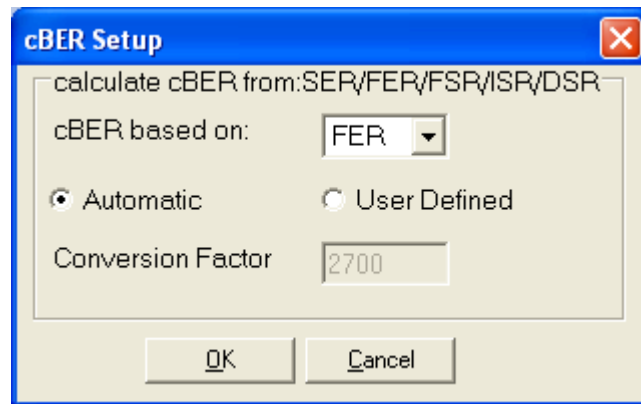 cBER Setup
calculate cBER from:SER/FER/FSR/ISR/DSR
cBER based on: FER
Automatic User Defined
Conversion Factor 2700
OK Cancel